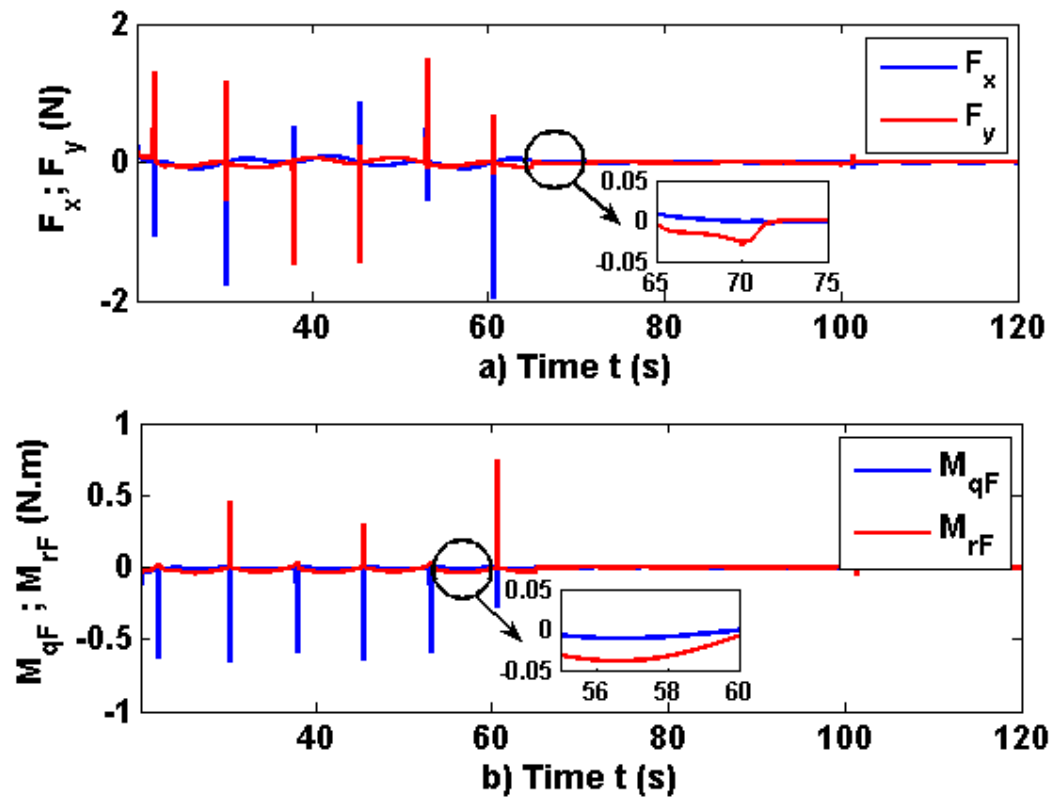 2
0
-2
F_x ; F_y (N)
F_x
F_y
0.05
0
-0.05
65 70 75
40 60 80 100 120
a) Time t (s)
1
0.5
0
-0.5
-1
M_qF ; M_rF (N.m)
M_qF
M_rF
0.05
0
-0.05
56 58 60
40 60 80 100 120
b) Time t (s)